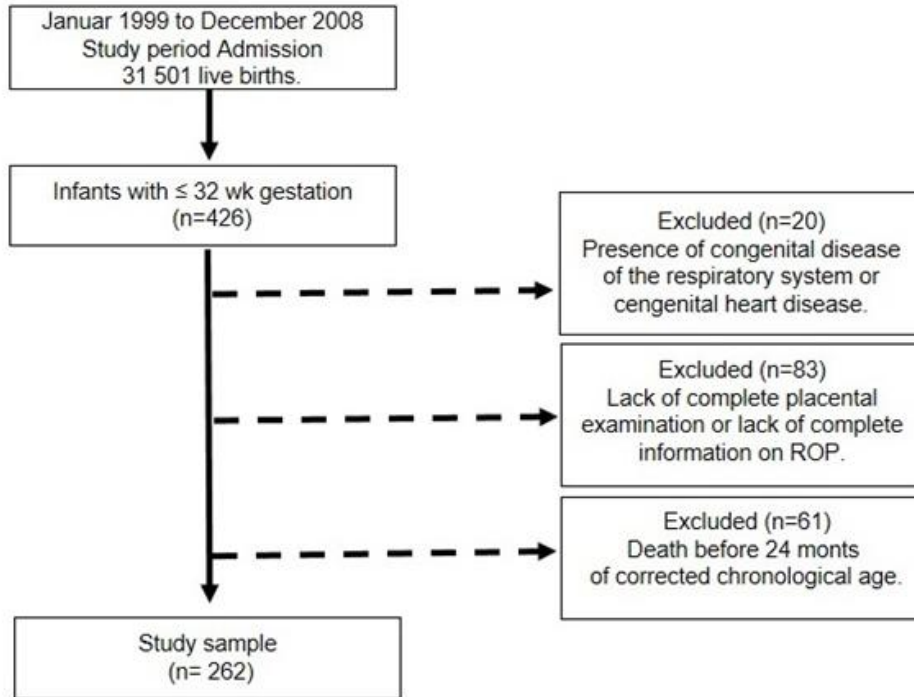 Januar 1999 to December 2008
Study period Admission
31 501 live births.
Infants with ≤ 32 wk gestation
(n=426)
Excluded (n=20)
Presence of congenital disease
of the respiratory system or
cengenital heart disease.
Excluded (n=83)
Lack of complete placental
examination or lack of complete
information on ROP.
Excluded (n=61)
Death before 24 monts
of corrected chronological age.
Study sample
(n= 262)